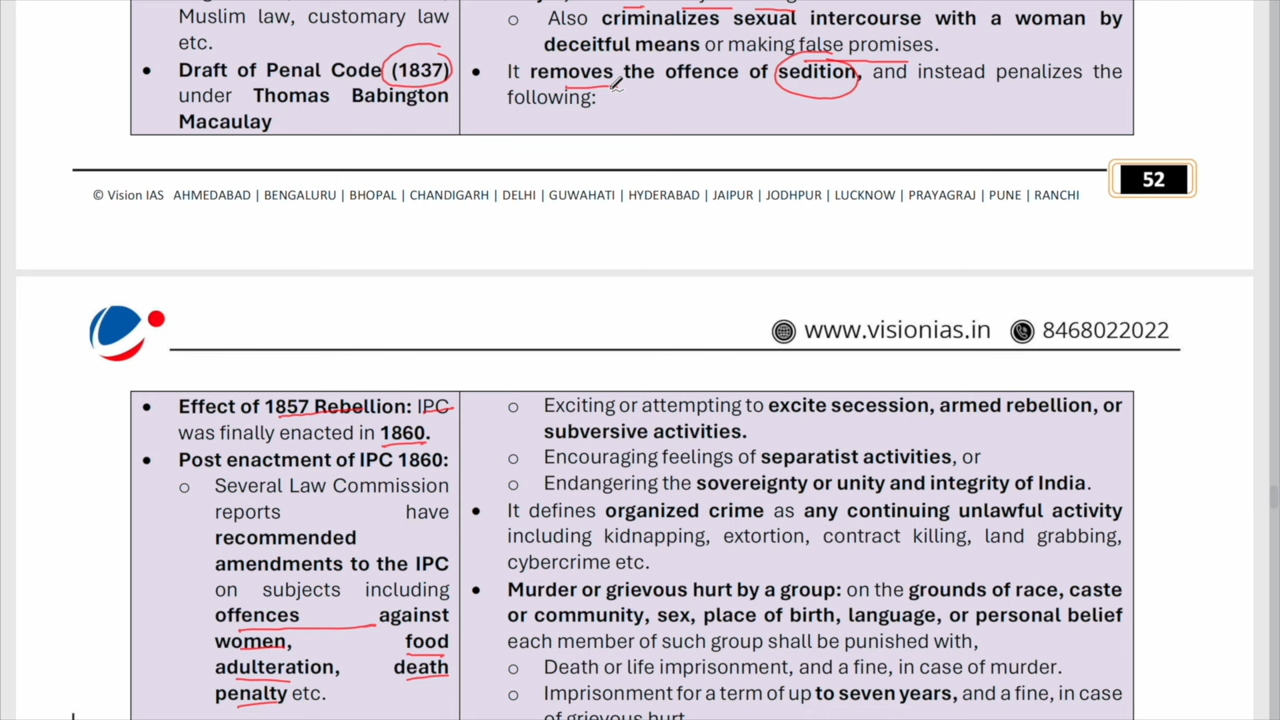 Muslim law, customary law
etc.
• Draft of Penal Code (1837)
under Thomas Babington
Macaulay
o Also criminalizes sexual intercourse with a woman by
deceitful means or making false promises.
• It removes the offence of sedition, and instead penalizes the
following:
© Vision IAS AHMEDABAD | BENGALURU | BHOPAL | CHANDIGARH | DELHI | GUWAHATI | HYDERABAD | JAIPUR | JODHPUR | LUCKNOW | PRAYAGRAJ | PUNE | RANCHI
52
www.visionias.in 8468022022
• Effect of 1857 Rebellion: IPC
was finally enacted in 1860.
• Post enactment of IPC 1860:
o Several Law Commission
reports have
recommended
amendments to the IPC
on subjects including
offences against
women, food
adulteration, death
penalty etc.
o Exciting or attempting to excite secession, armed rebellion, or
subversive activities.
o Encouraging feelings of separatist activities, or
o Endangering the sovereignty or unity and integrity of India.
• It defines organized crime as any continuing unlawful activity
including kidnapping, extortion, contract killing, land grabbing,
cybercrime etc.
• Murder or grievous hurt by a group: on the grounds of race, caste
or community, sex, place of birth, language, or personal belief
each member of such group shall be punished with,
o Death or life imprisonment, and a fine, in case of murder.
o Imprisonment for a term of up to seven years, and a fine, in case
of grievous hurt